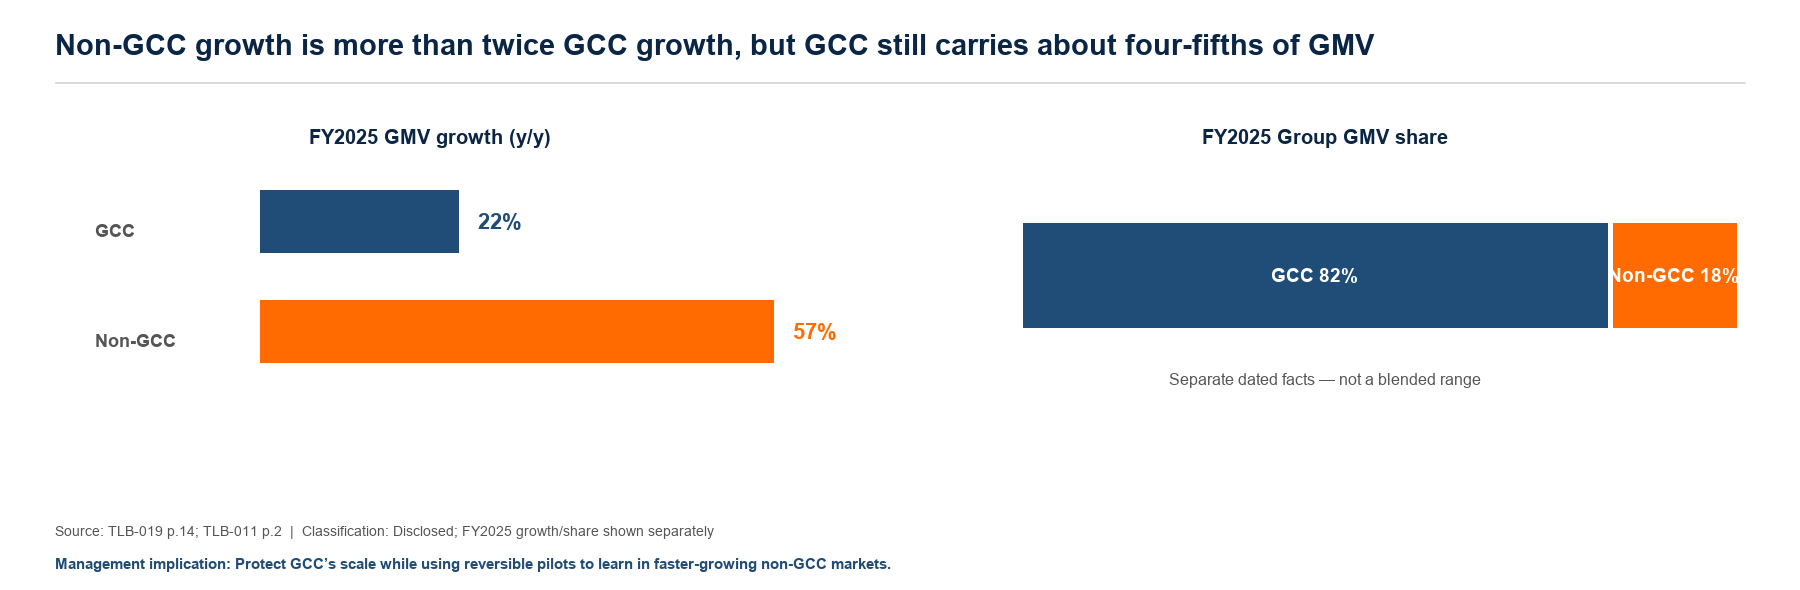 Non-GCC growth is more than twice GCC growth, but GCC still carries about four-fifths of GMV
FY2025 GMV growth (y/y)
GCC
22%
Non-GCC
57%
FY2025 Group GMV share
GCC 82%
Non-GCC 18%
Separate dated facts — not a blended range
Source: TLB-019 p.14; TLB-011 p.2 | Classification: Disclosed; FY2025 growth/share shown separately
Management implication: Protect GCC’s scale while using reversible pilots to learn in faster-growing non-GCC markets.